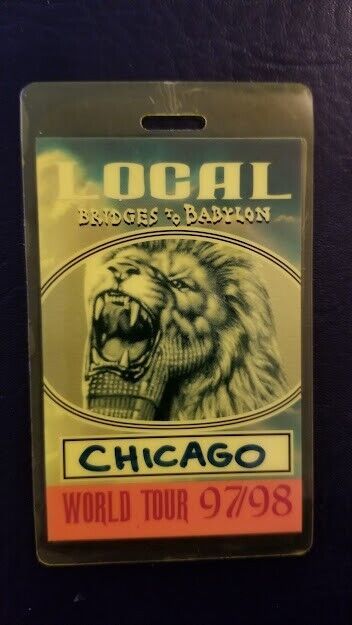 LOCAL
BRIDGES TO BABYLON
CHICAGO
WORLD TOUR 97/98